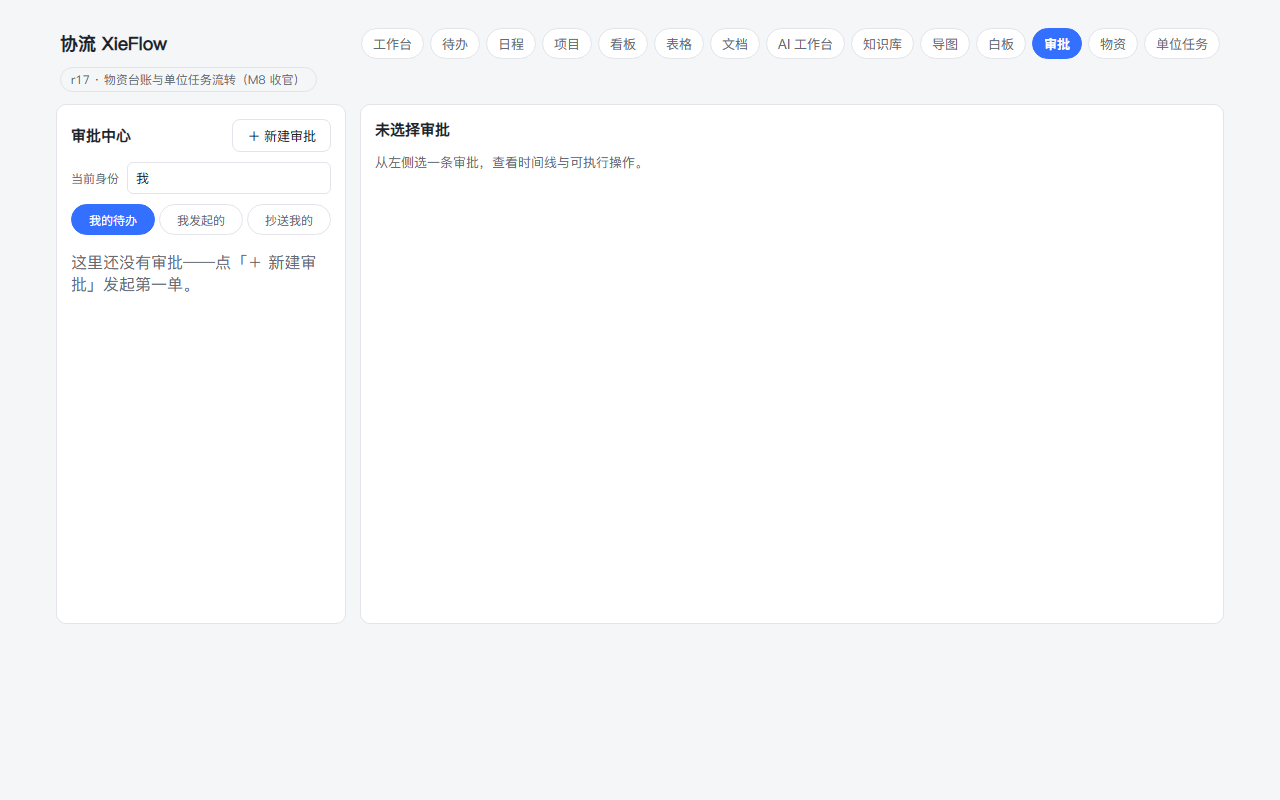 协流 XieFlow
工作台 待办 日程 项目 看板 表格 文档 AI 工作台 知识库 导图 白板 审批 物资 单位任务
r17 · 物资台账与单位任务流转（M8 收官）
审批中心
＋ 新建审批
当前身份 我
我的待办 我发起的 抄送我的
这里还没有审批——点「＋ 新建审
批」发起第一单。
未选择审批
从左侧选一条审批，查看时间线与可执行操作。